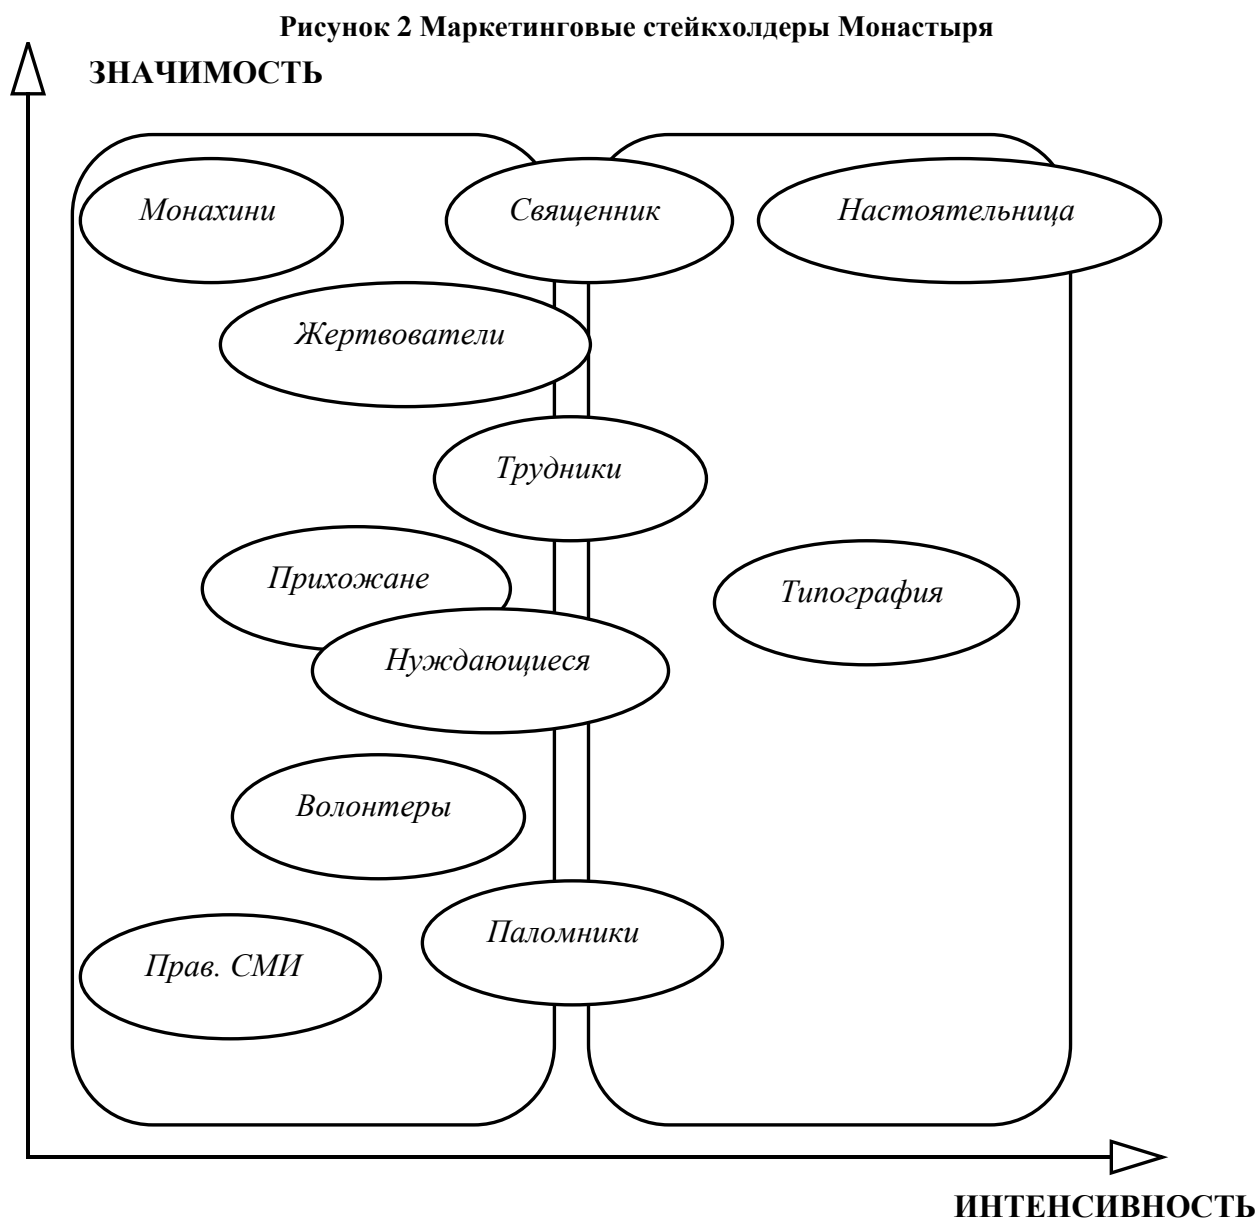 Рисунок 2 Маркетинговые стейкхолдеры Монастыря
ЗНАЧИМОСТЬ
Монахини
Священник
Настоятельница
Жертвователи
Трудники
Прихожане
Типография
Нуждающиеся
Волонтеры
Паломники
Прав. СМИ
ИНТЕНСИВНОСТЬ